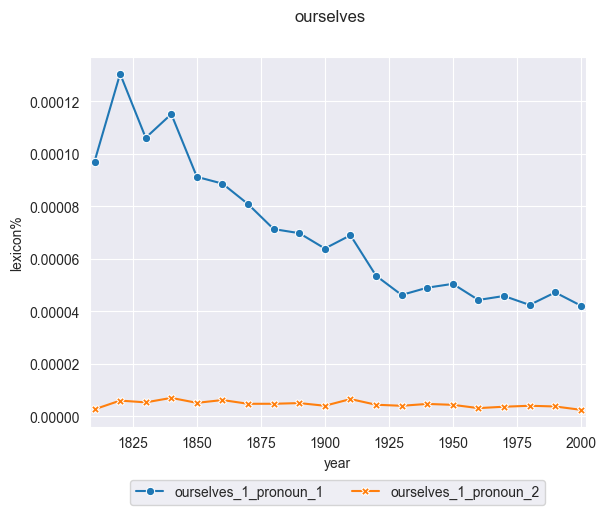 ourselves
0.00012
0.00010
0.00008
0.00006
0.00004
0.00002
0.00000
lexicon%
1825 1850 1875 1900 1925 1950 1975 2000
year
ourselves_1_pronoun_1 ourselves_1_pronoun_2